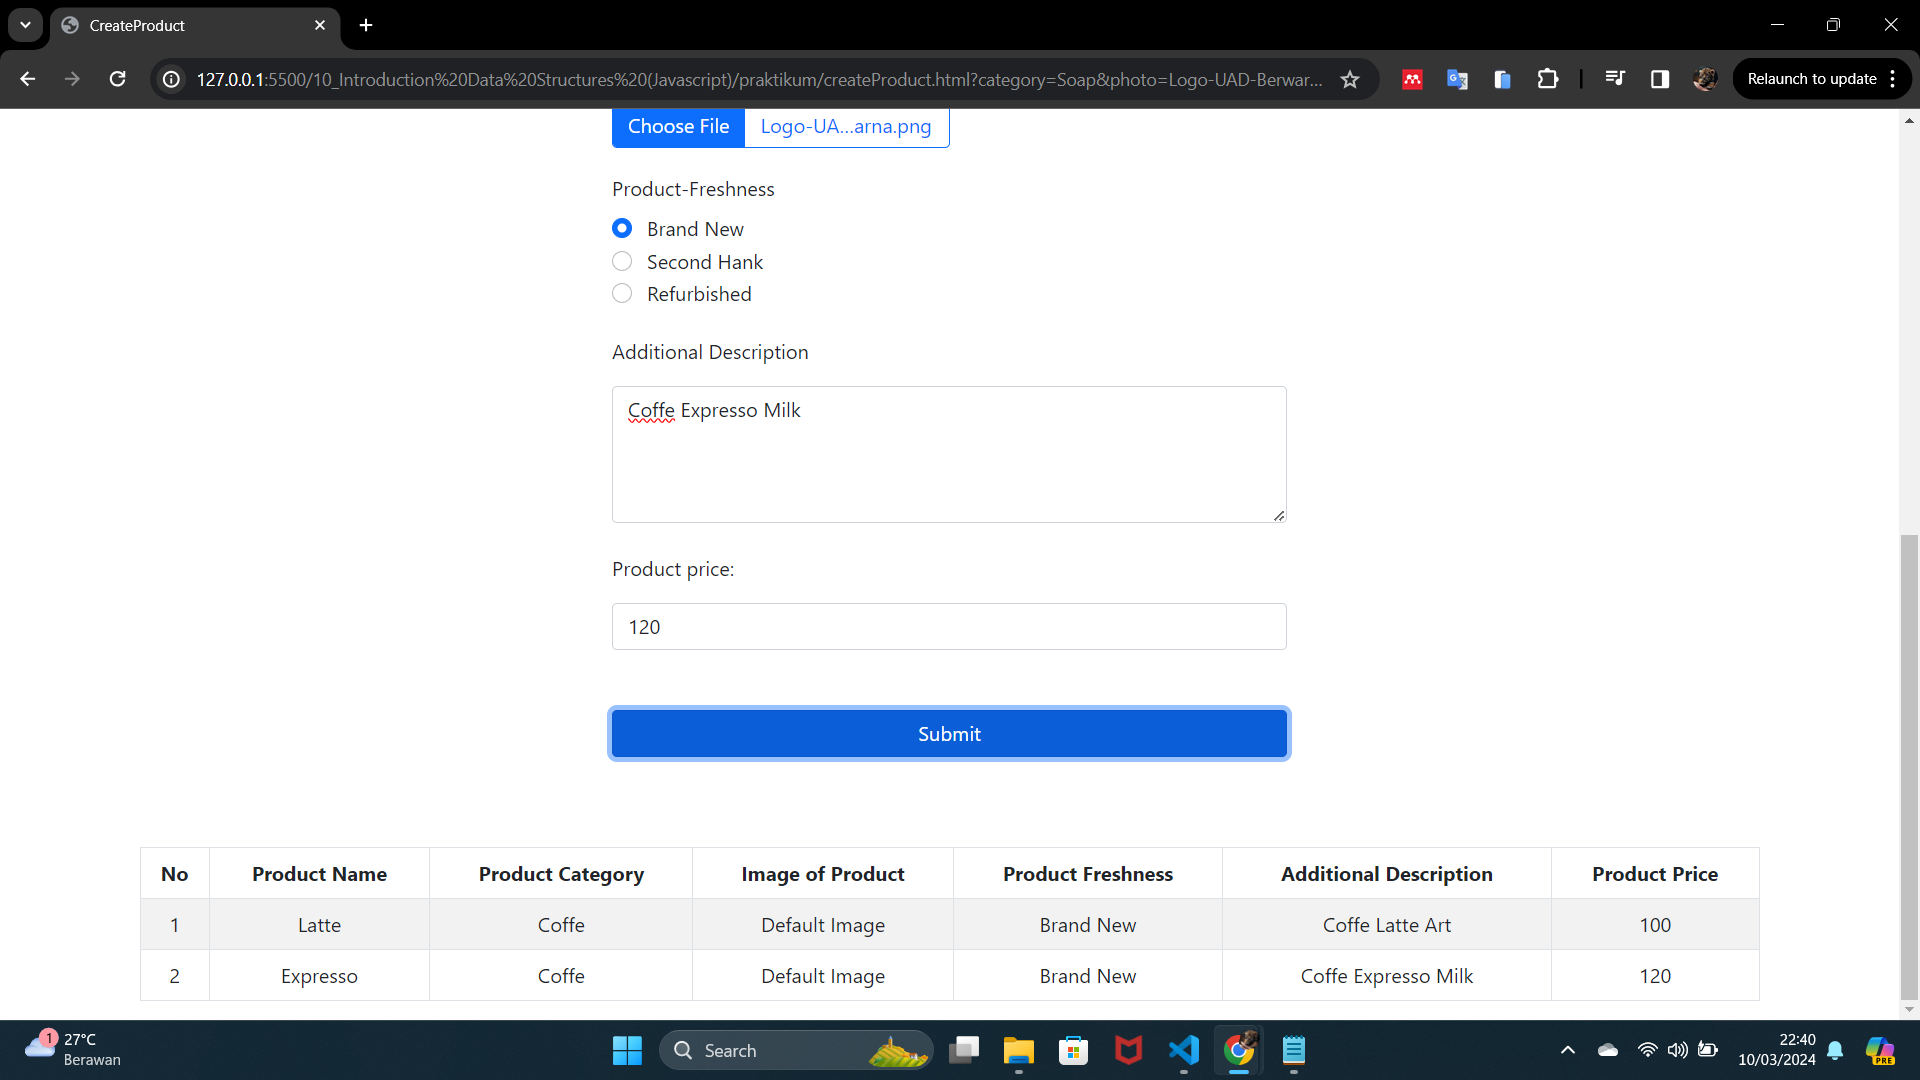 CreateProduct
127.0.0.1:5500/10_Introduction%20Data%20Structures%20(Javascript)/praktikum/createProduct.html?category=Soap&photo=Logo-UAD-Berwar...
Relaunch to update
Choose File Logo-UA...arna.png
Product-Freshness
Brand New
Second Hank
Refurbished
Additional Description
Coffe Expresso Milk
Product price:
120
Submit
No Product Name Product Category Image of Product Product Freshness Additional Description Product Price
1 Latte Coffe Default Image Brand New Coffe Latte Art 100
2 Expresso Coffe Default Image Brand New Coffe Expresso Milk 120
1 27°C
Berawan
Search
22:40
10/03/2024
PRE